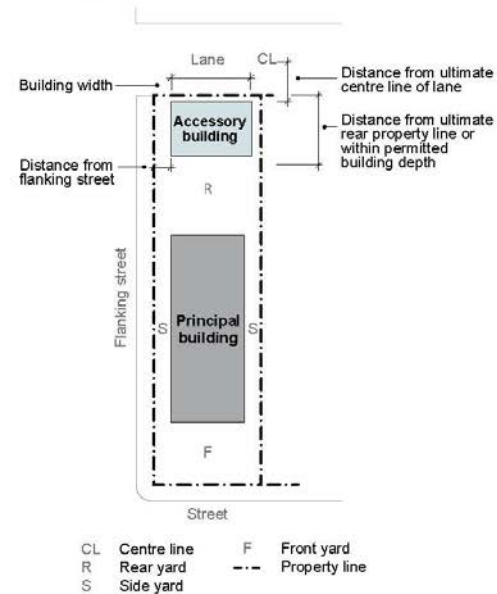 Lane
CL
Building width
Distance from ultimate
centre line of lane
Accessory
building
Distance from ultimate
rear property line or
within permitted
building depth
Distance from
flanking street
R
Flanking street
S
Principal
building
S
F
Street
CL Centre line
F Front yard
R Rear yard
Property line
S Side yard